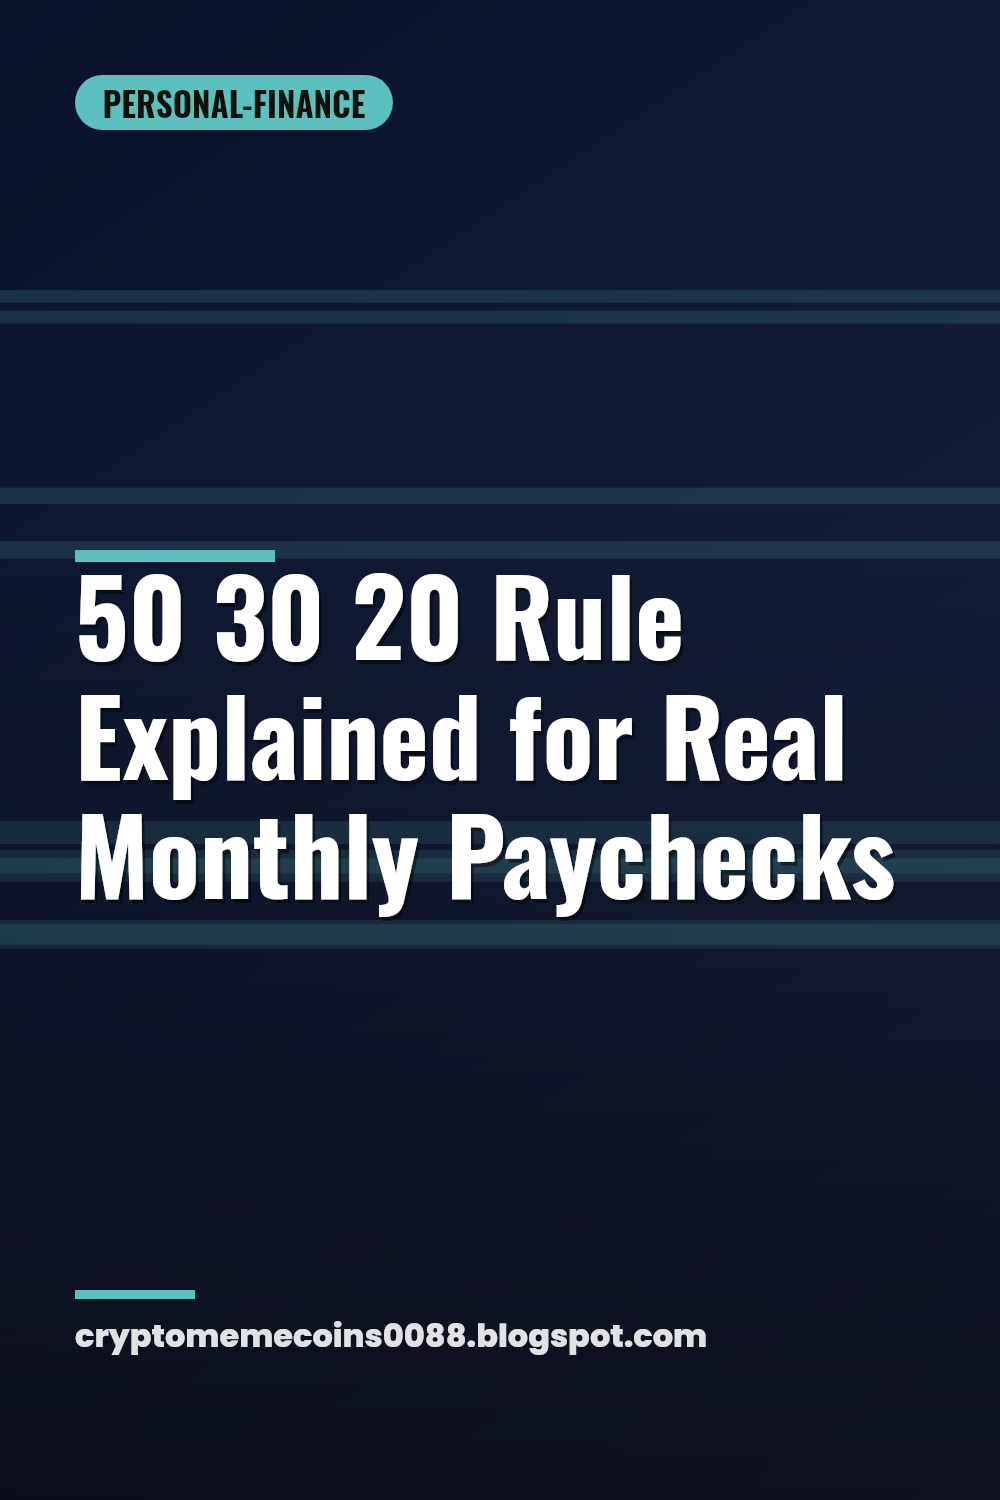 PERSONAL-FINANCE
50 30 20 Rule
Explained for Real
Monthly Paychecks
cryptomemecoins0088.blogspot.com